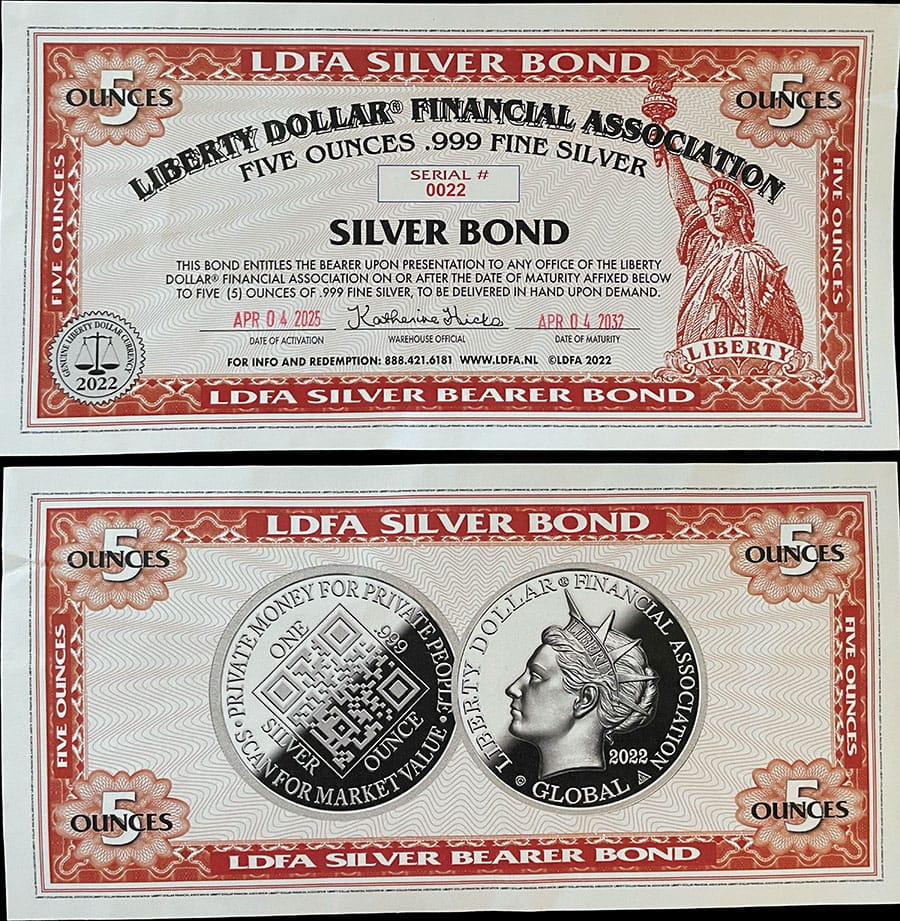 LDFA SILVER BOND
5 OUNCES
5 OUNCES
LIBERTY DOLLAR® FINANCIAL ASSOCIATION
FIVE OUNCES .999 FINE SILVER
SERIAL #
0022
SILVER BOND
THIS BOND ENTITLES THE BEARER UPON PRESENTATION TO ANY OFFICE OF THE LIBERTY
DOLLAR® FINANCIAL ASSOCIATION ON OR AFTER THE DATE OF MATURITY AFFIXED BELOW
TO FIVE (5) OUNCES OF .999 FINE SILVER, TO BE DELIVERED IN HAND UPON DEMAND.
APR 04 2025 Katherine Hicks APR 04 2032
DATE OF ACTIVATION WAREHOUSE OFFICIAL DATE OF MATURITY
FOR INFO AND REDEMPTION: 888.421.6181 WWW.LDFA.NL ©LDFA 2022
FIVE OUNCES
FIVE OUNCES
GENUINE LIBERTY DOLLAR CURRENCY
2022
LIBERTY
LDFA SILVER BEARER BOND
LDFA SILVER BOND
5 OUNCES
5 OUNCES
FIVE OUNCES
FIVE OUNCES
PRIVATE MONEY FOR PRIVATE PEOPLE
SCAN FOR MARKET VALUE
ONE
.999
SILVER
OUNCE
LIBERTY DOLLAR® FINANCIAL ASSOCIATION
2022
© GLOBAL
5 OUNCES
5 OUNCES
LDFA SILVER BEARER BOND